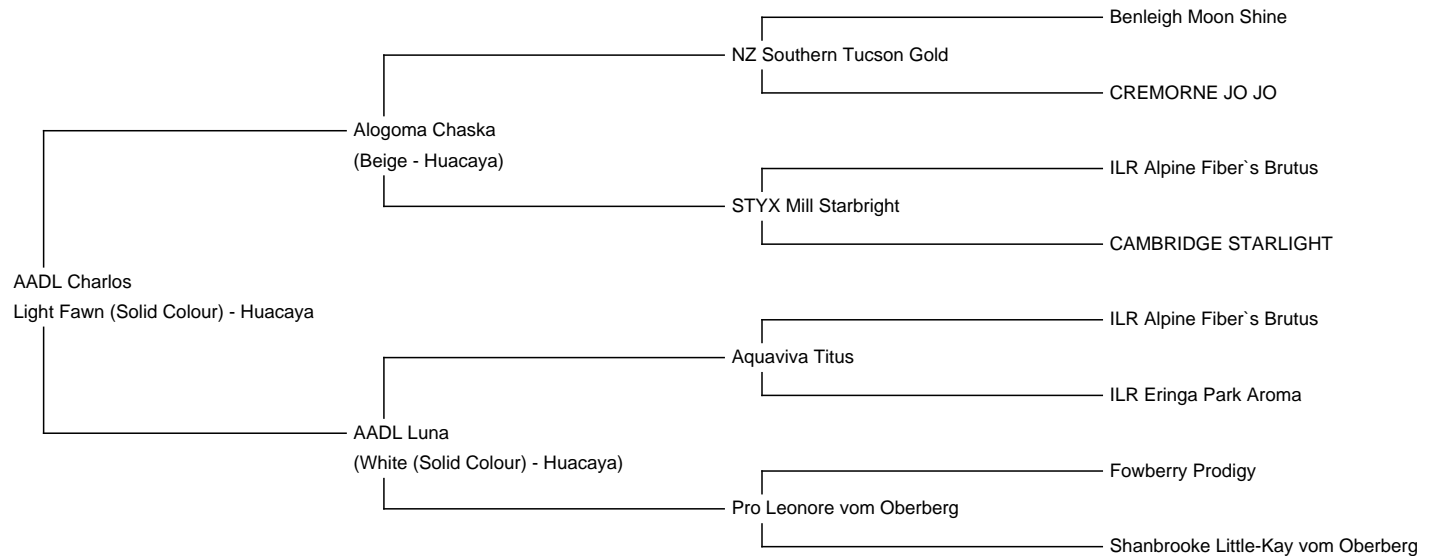 Benleigh Moon Shine
NZ Southern Tucson Gold
CREMORNE JO JO
Alogoma Chaska
(Beige - Huacaya)
ILR Alpine Fiber`s Brutus
STYX Mill Starbright
CAMBRIDGE STARLIGHT
AADL Charlos
Light Fawn (Solid Colour) - Huacaya
ILR Alpine Fiber`s Brutus
Aquaviva Titus
ILR Eringa Park Aroma
AADL Luna
(White (Solid Colour) - Huacaya)
Fowberry Prodigy
Pro Leonore vom Oberberg
Shanbrooke Little-Kay vom Oberberg